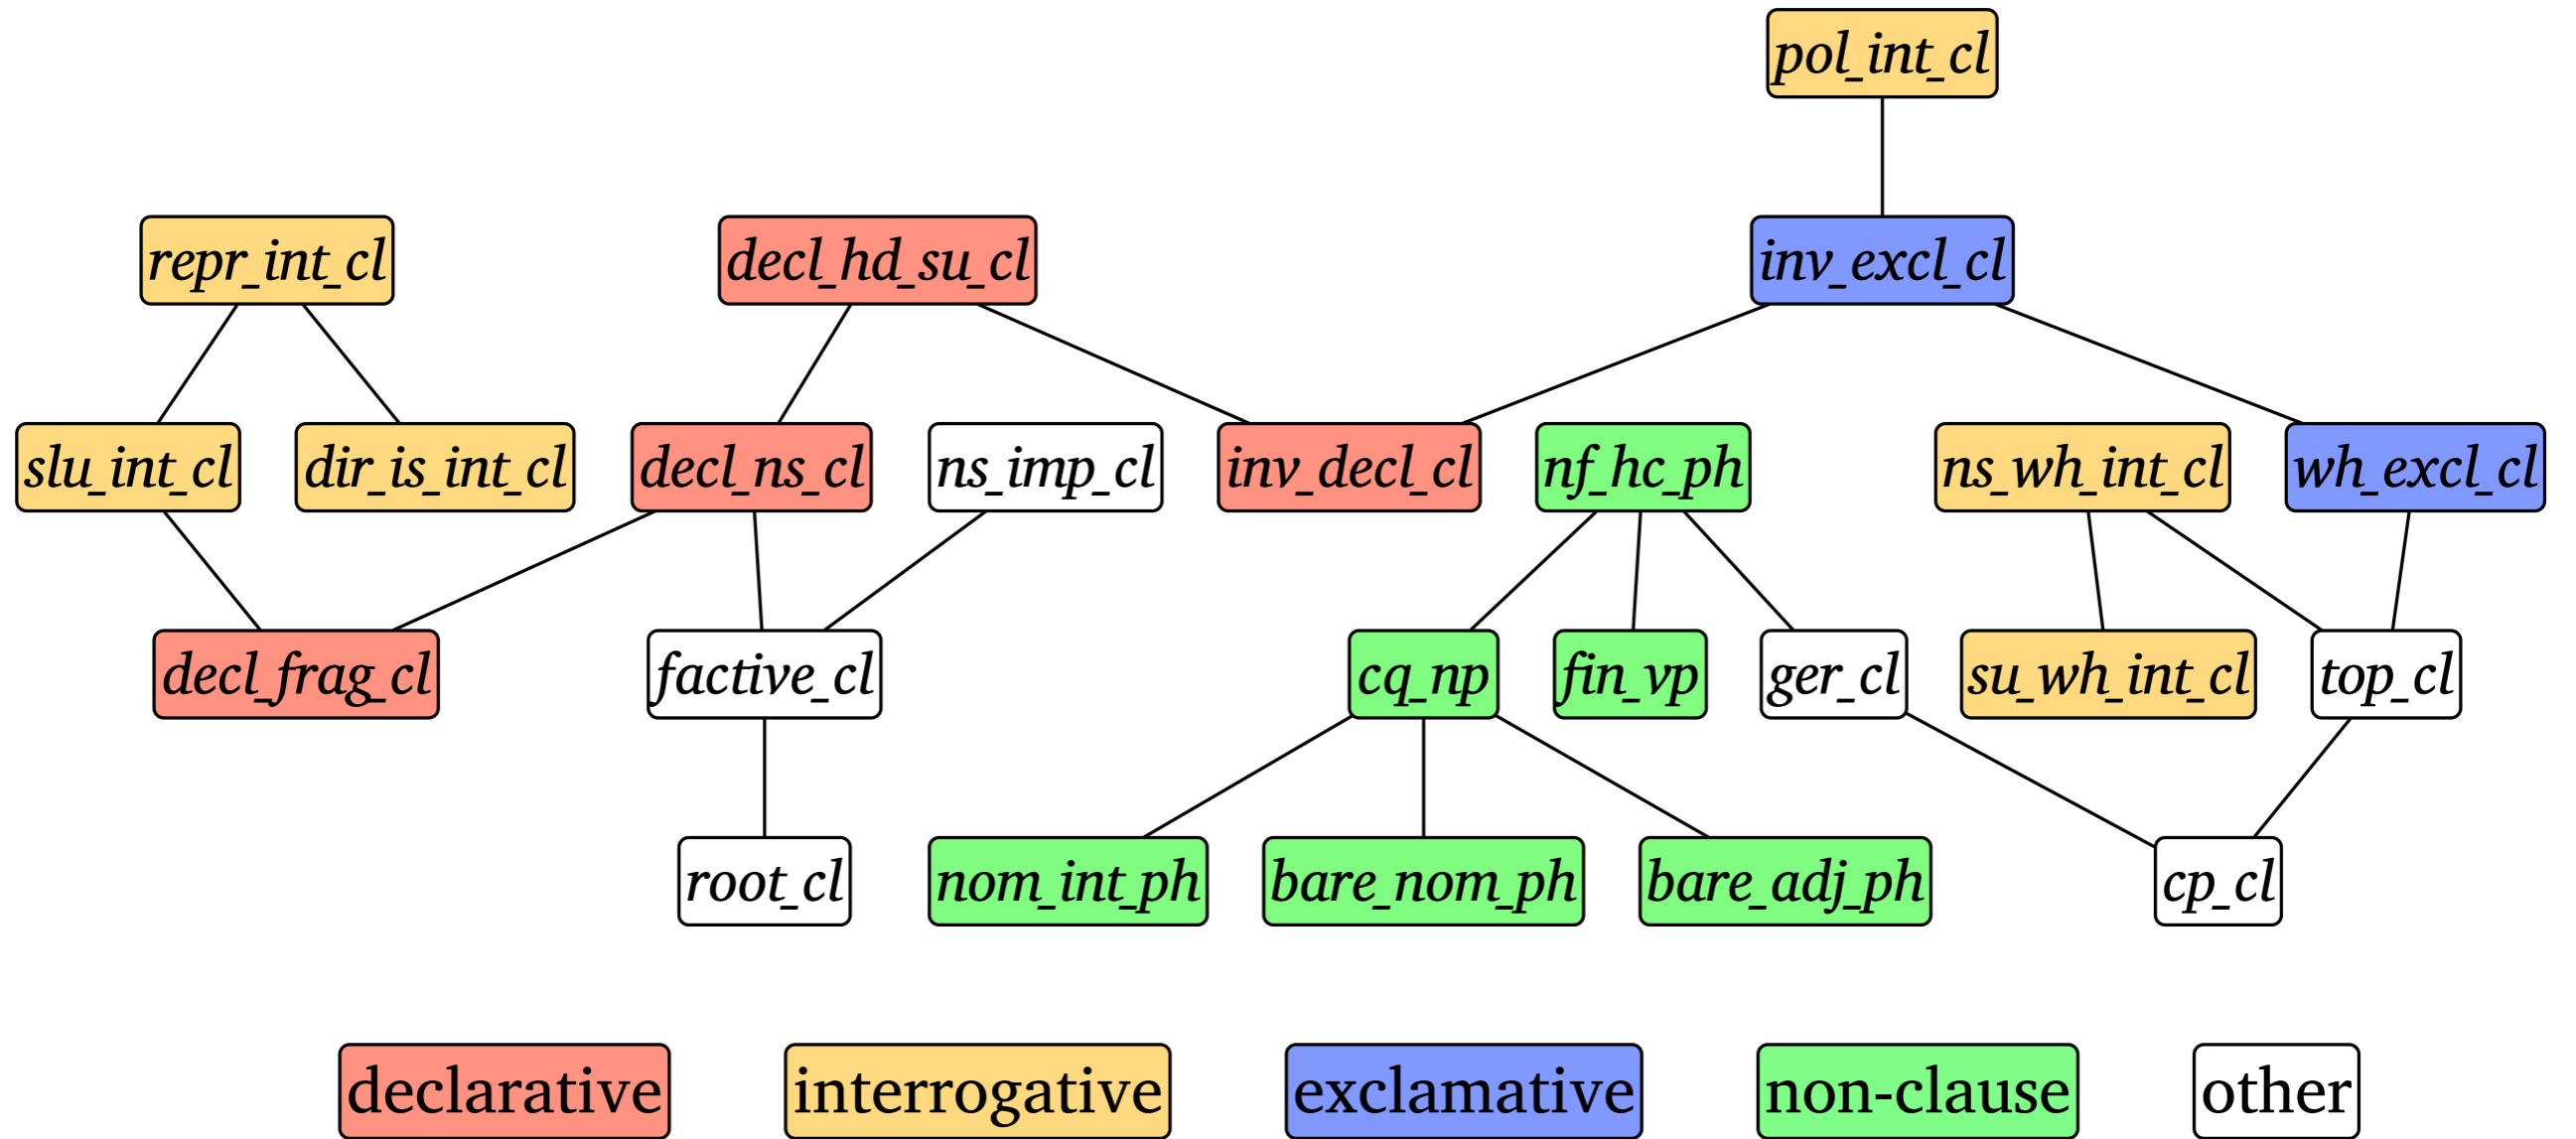 pol_int_cl
repr_int_cl decl_hd_su_cl inv_excl_cl
slu_int_cl dir_is_int_cl decl_ns_cl ns_imp_cl inv_decl_cl nf_hc_ph ns_wh_int_cl wh_excl_cl
decl_frag_cl factive_cl cq_np fin_vp ger_cl su_wh_int_cl top_cl
root_cl nom_int_ph bare_nom_ph bare_adj_ph cp_cl
declarative interrogative exclamative non-clause other